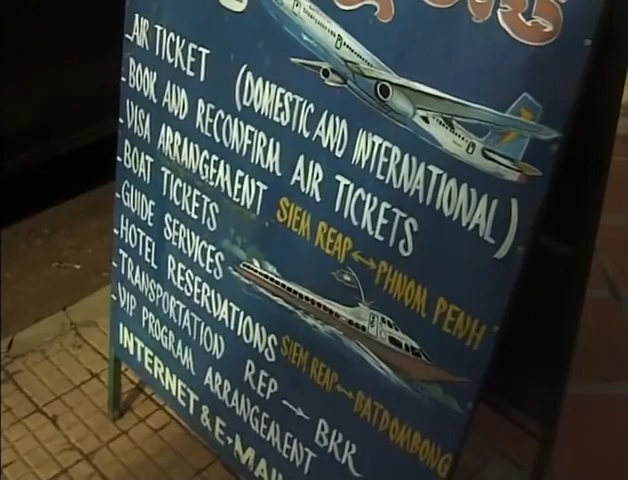 -AIR TICKET (DOMESTIC AND INTERNATIONAL)
-BOOK AND RECONFIRM AIR TICKETS
-VISA ARRANGEMENT
-BOAT TICKETS SIEM REAP ↔ PHNOM PENH
-GUIDE SERVICES
-HOTEL RESERVATIONS SIEM REAP ↔ BATDOMBONG
-TRANSPORTATION REP → BKK
-VIP PROGRAM ARRANGEMENT
INTERNET & E-MAIL